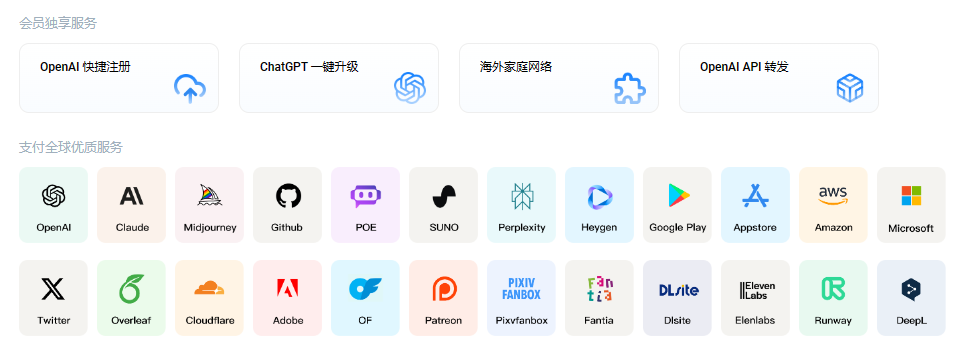 会员独享服务
OpenAI 快捷注册
ChatGPT 一键升级
海外家庭网络
OpenAI API 转发
支付全球优质服务
aws
OpenAI Claude Midjourney Github POE SUNO Perplexity Heygen Google Play Appstore Amazon Microsoft
PIXIV
FANBOX
Fantia
DLsite
IIElevenLabs
Twitter Overleaf Cloudflare Adobe OF Patreon Pixvfanbox Fantia Dlsite Elenlabs Runway DeepL